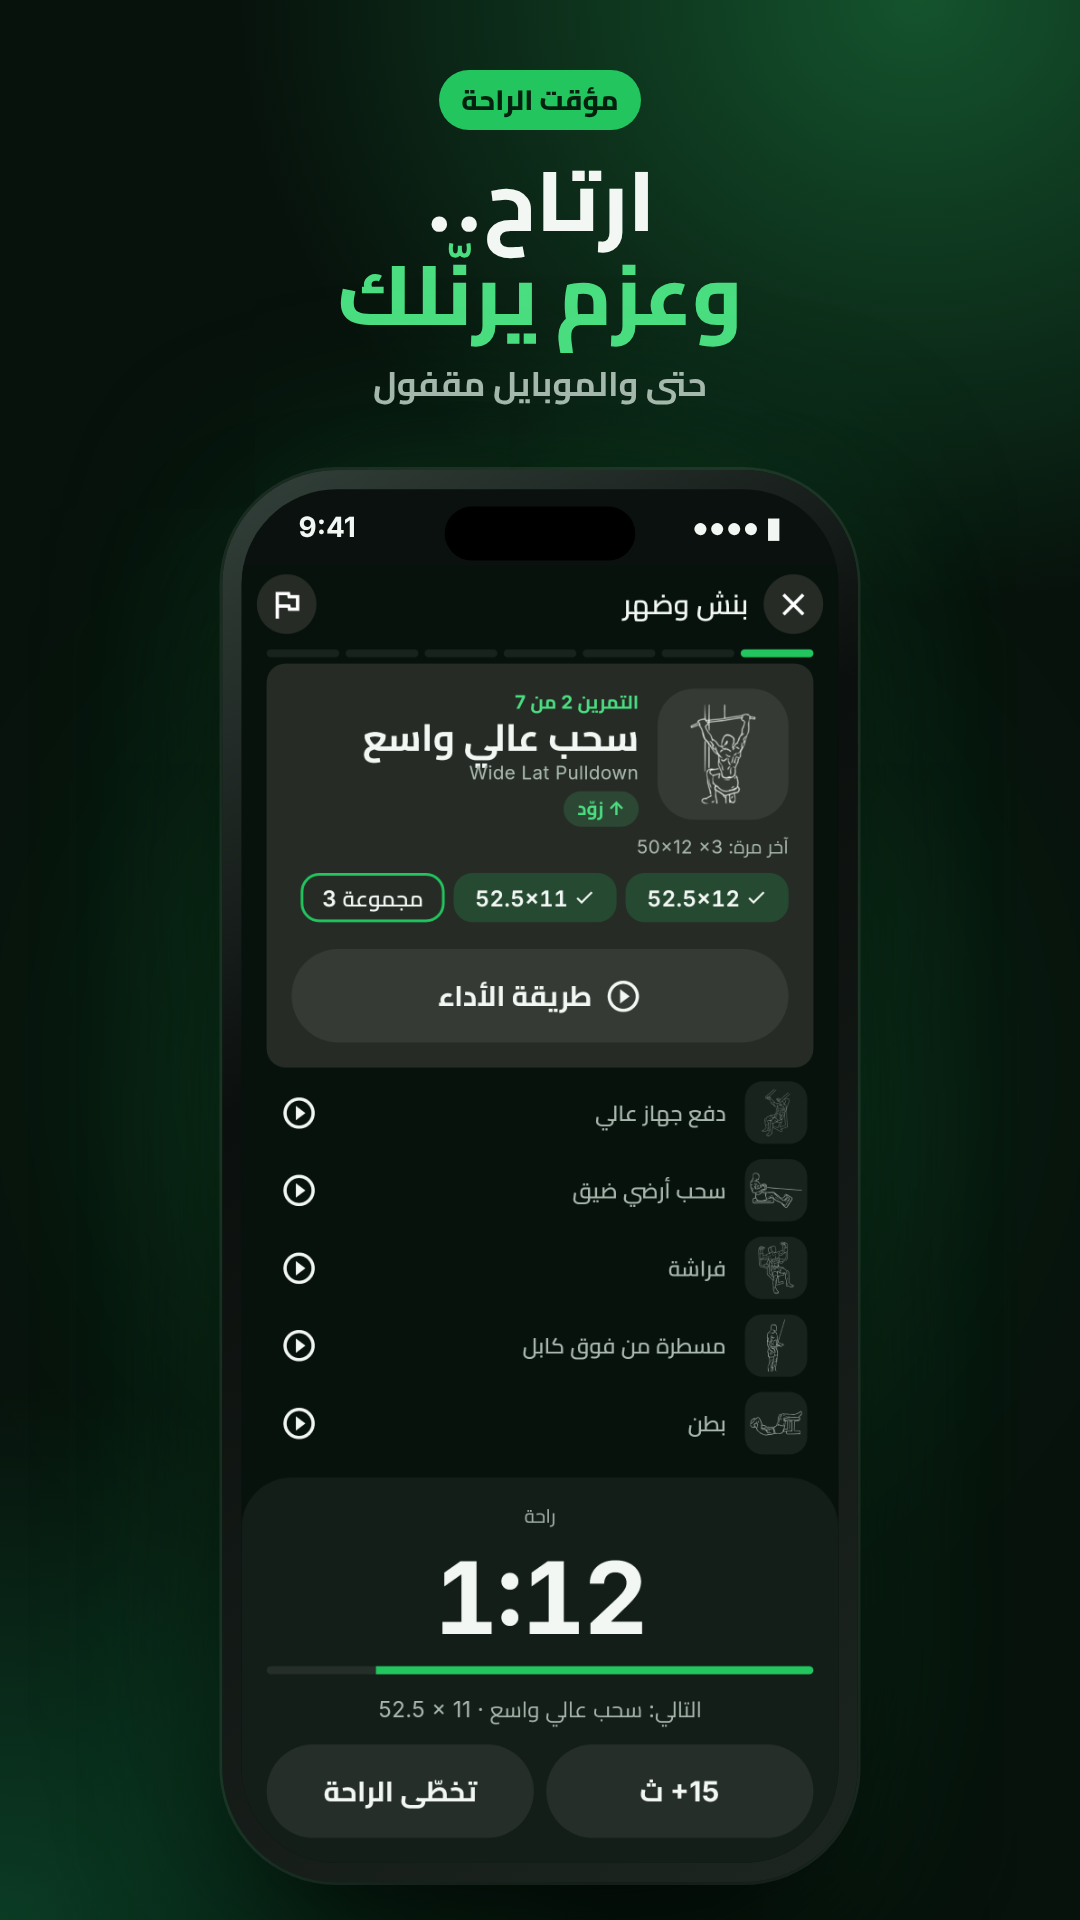 مؤقت الراحة
ارتاح..
وعزم يرنّلك
حتى والموبايل مقفول
9:41
بنش وضهر
التمرين 2 من 7
سحب عالي واسع
Wide Lat Pulldown
↑ زوّد
آخر مرة: 3× 12×50
✓ 52.5×12
✓ 52.5×11
مجموعة 3
طريقة الأداء
دفع جهاز عالي
سحب أرضي ضيق
فراشة
مسطرة من فوق كابل
بطن
راحة
1:12
التالي: سحب عالي واسع · 11 × 52.5
+15 ث
تخطّى الراحة